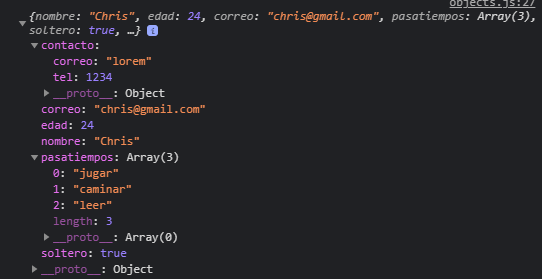 objects.js:27
{nombre: "Chris", edad: 24, correo: "chris@gmail.com", pasatiempos: Array(3),
soltero: true, …} i
contacto:
correo: "lorem"
tel: 1234
__proto__: Object
correo: "chris@gmail.com"
edad: 24
nombre: "Chris"
pasatiempos: Array(3)
0: "jugar"
1: "caminar"
2: "leer"
length: 3
__proto__: Array(0)
soltero: true
__proto__: Object